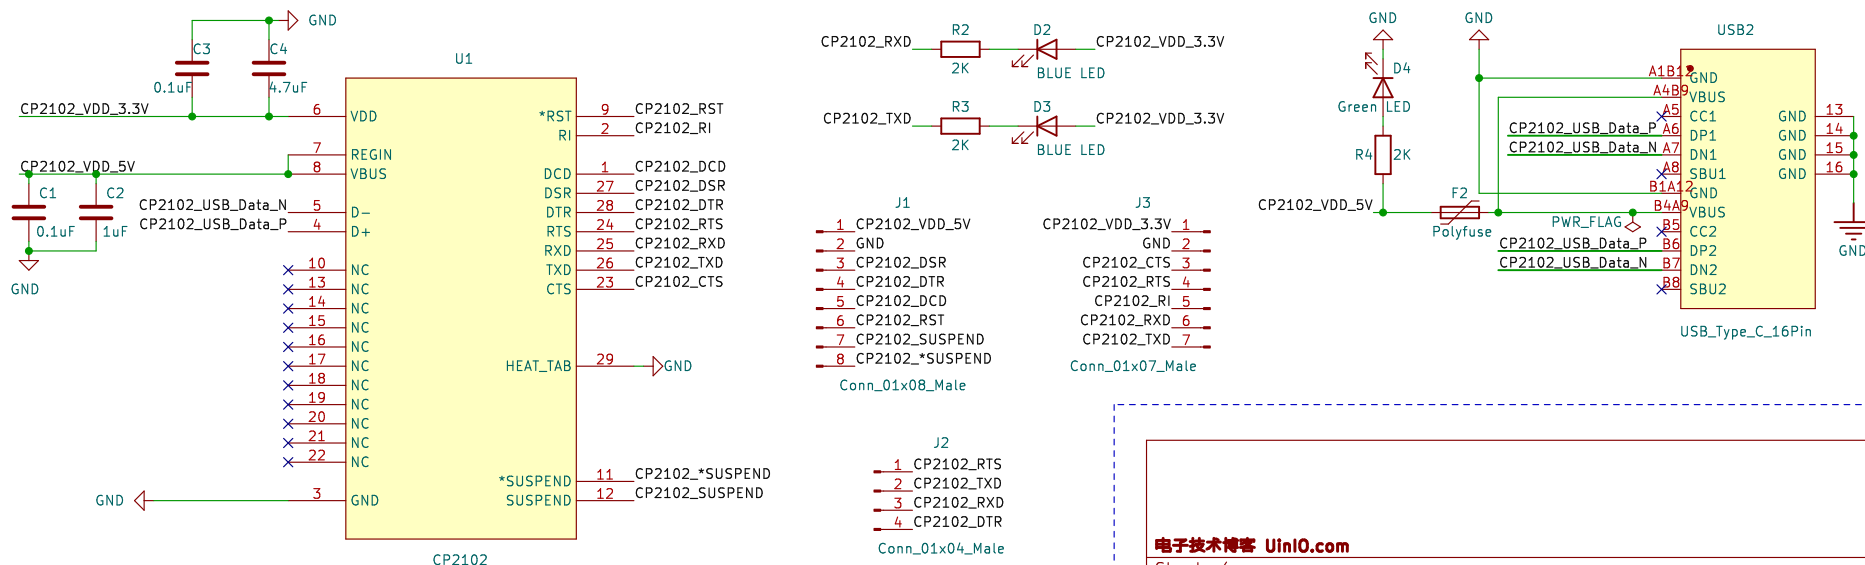 GND
C3
C4
0.1uF
4.7uF
CP2102_VDD_3.3V
CP2102_VDD_5V
C1
C2
0.1uF
1uF
GND
CP2102_USB_Data_N
CP2102_USB_Data_P
GND
U1
6 VDD
7 REGIN
8 VBUS
5 D-
4 D+
10 NC
13 NC
14 NC
15 NC
16 NC
17 NC
18 NC
19 NC
20 NC
21 NC
22 NC
3 GND
*RST 9 CP2102_RST
RI 2 CP2102_RI
DCD 1 CP2102_DCD
DSR 27 CP2102_DSR
DTR 28 CP2102_DTR
RTS 24 CP2102_RTS
RXD 25 CP2102_RXD
TXD 26 CP2102_TXD
CTS 23 CP2102_CTS
HEAT_TAB 29 GND
*SUSPEND 11 CP2102_*SUSPEND
SUSPEND 12 CP2102_SUSPEND
CP2102
CP2102_RXD
R2
2K
D2
BLUE LED
CP2102_VDD_3.3V
CP2102_TXD
R3
2K
D3
BLUE LED
CP2102_VDD_3.3V
J1
1 CP2102_VDD_5V
2 GND
3 CP2102_DSR
4 CP2102_DTR
5 CP2102_DCD
6 CP2102_RST
7 CP2102_SUSPEND
8 CP2102_*SUSPEND
Conn_01x08_Male
J3
CP2102_VDD_3.3V 1
GND 2
CP2102_CTS 3
CP2102_RTS 4
CP2102_RI 5
CP2102_RXD 6
CP2102_TXD 7
Conn_01x07_Male
J2
1 CP2102_RTS
2 CP2102_TXD
3 CP2102_RXD
4 CP2102_DTR
Conn_01x04_Male
GND
D4
Green LED
R4
2K
CP2102_VDD_5V
F2
Polyfuse
GND
PWR_FLAG
CP2102_USB_Data_P
CP2102_USB_Data_N
CP2102_USB_Data_P
CP2102_USB_Data_N
USB2
A1B12 GND
A4B9 VBUS
A5 CC1
A6 DP1
A7 DN1
A8 SBU1
B1A12 GND
B4A9 VBUS
B5 CC2
B6 DP2
B7 DN2
B8 SBU2
GND 13
GND 14
GND 15
GND 16
GND
USB_Type_C_16Pin
电子技术博客 UinIO.com